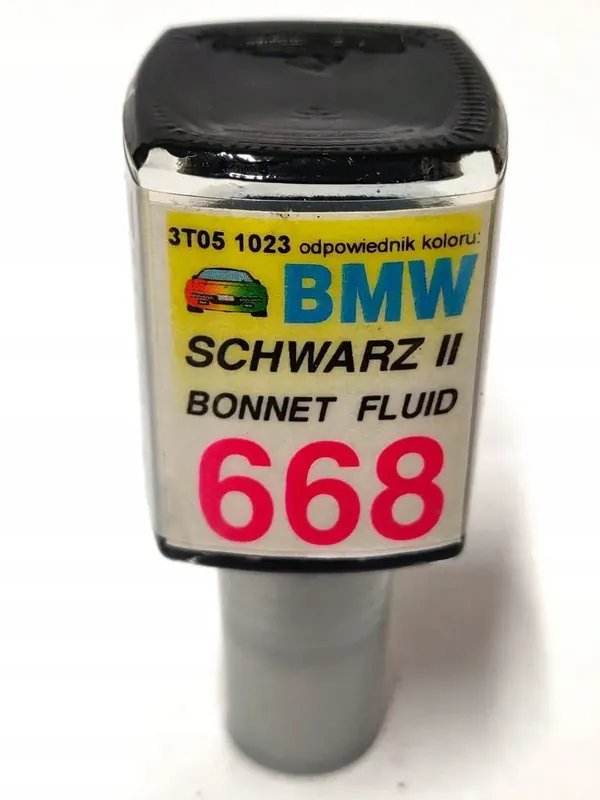 3T05 1023 odpowiednik koloru:
BMW
SCHWARZ II
BONNET FLUID
668